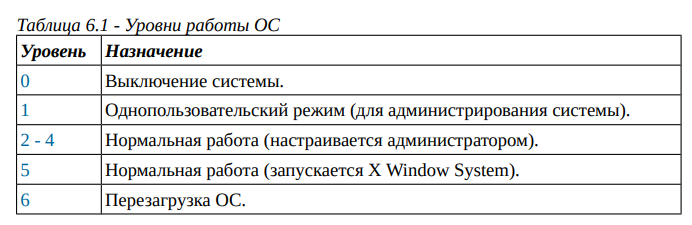 Таблица 6.1 - Уровни работы ОС
Уровень Назначение
0 Выключение системы.
1 Однопользовательский режим (для администрирования системы).
2 - 4 Нормальная работа (настраивается администратором).
5 Нормальная работа (запускается X Window System).
6 Перезагрузка ОС.